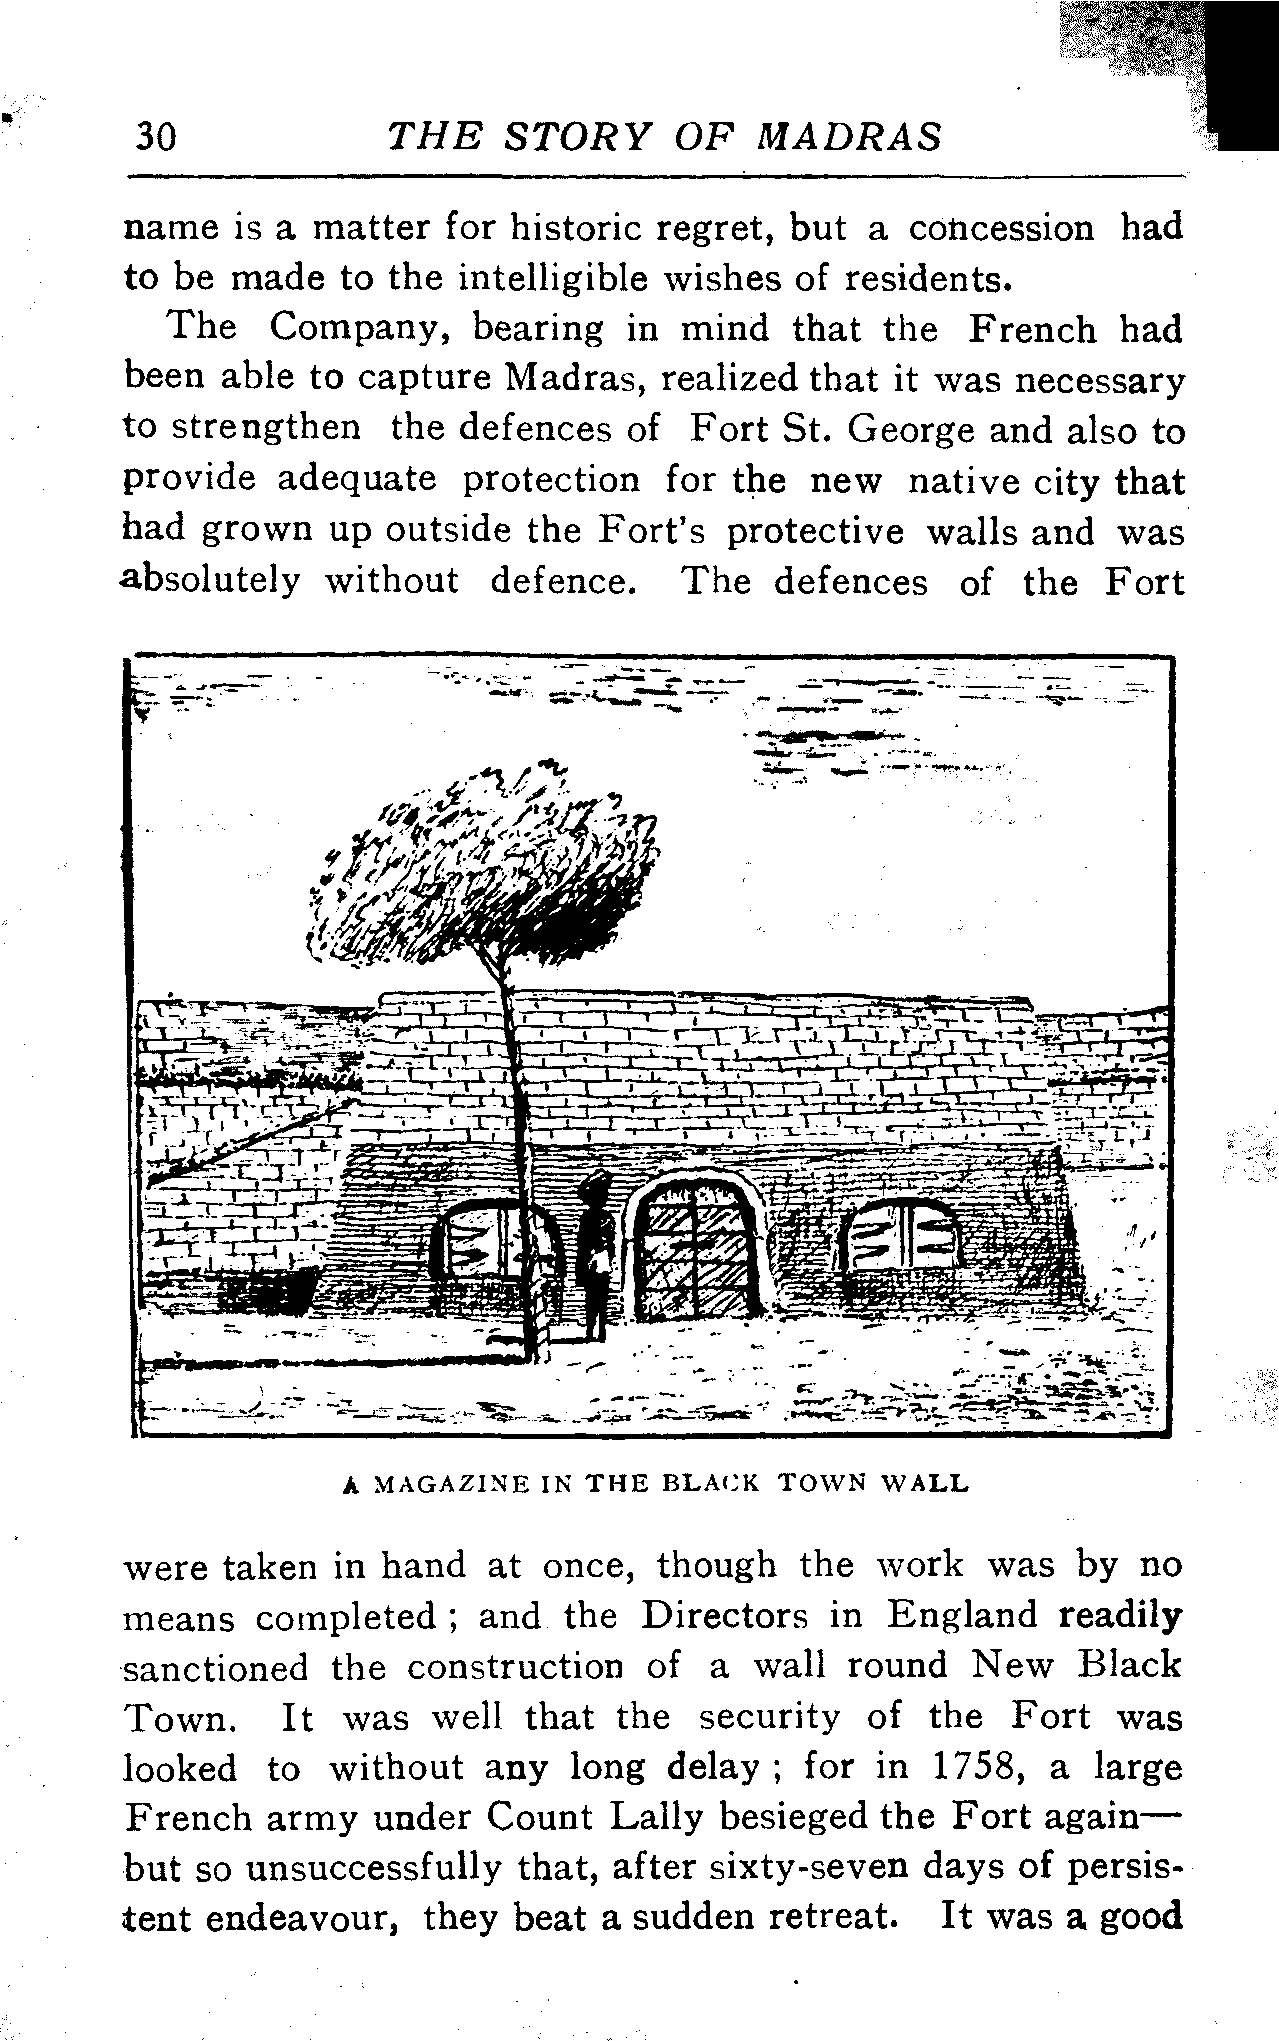 30 THE STORY OF MADRAS
name is a matter for historic regret, but a concession had
to be made to the intelligible wishes of residents.
The Company, bearing in mind that the French had
been able to capture Madras, realized that it was necessary
to strengthen the defences of Fort St. George and also to
provide adequate protection for the new native city that
had grown up outside the Fort's protective walls and was
absolutely without defence. The defences of the Fort
A MAGAZINE IN THE BLACK TOWN WALL
were taken in hand at once, though the work was by no
means completed ; and the Directors in England readily
sanctioned the construction of a wall round New Black
Town. It was well that the security of the Fort was
looked to without any long delay ; for in 1758, a large
French army under Count Lally besieged the Fort again—
but so unsuccessfully that, after sixty-seven days of persis-
tent endeavour, they beat a sudden retreat. It was a good